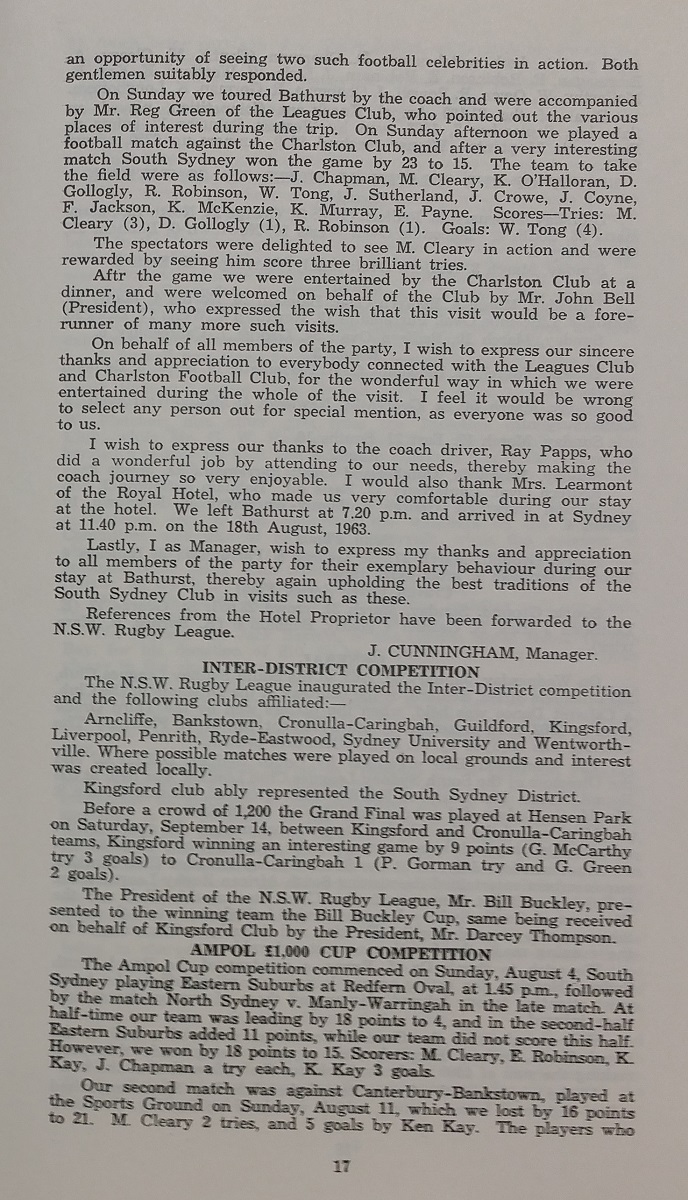 an opportunity of seeing two such football celebrities in action. Both
gentlemen suitably responded.
On Sunday we toured Bathurst by the coach and were accompanied
by Mr. Reg Green of the Leagues Club, who pointed out the various
places of interest during the trip. On Sunday afternoon we played a
football match against the Charlston Club, and after a very interesting
match South Sydney won the game by 23 to 15. The team to take
the field were as follows:—J. Chapman, M. Cleary, K. O'Halloran, D.
Gollogly, R. Robinson, W. Tong, J. Sutherland, J. Crowe, J. Coyne,
F. Jackson, K. McKenzie, K. Murray, E. Payne. Scores—Tries: M.
Cleary (3), D. Gollogly (1), R. Robinson (1). Goals: W. Tong (4).
The spectators were delighted to see M. Cleary in action and were
rewarded by seeing him score three brilliant tries.
Aftr the game we were entertained by the Charlston Club at a
dinner, and were welcomed on behalf of the Club by Mr. John Bell
(President), who expressed the wish that this visit would be a fore-
runner of many more such visits.
On behalf of all members of the party, I wish to express our sincere
thanks and appreciation to everybody connected with the Leagues Club
and Charlston Football Club, for the wonderful way in which we were
entertained during the whole of the visit. I feel it would be wrong
to select any person out for special mention, as everyone was so good
to us.
I wish to express our thanks to the coach driver, Ray Papps, who
did a wonderful job by attending to our needs, thereby making the
coach journey so very enjoyable. I would also thank Mrs. Learmont
of the Royal Hotel, who made us very comfortable during our stay
at the hotel. We left Bathurst at 7.20 p.m. and arrived in at Sydney
at 11.40 p.m. on the 18th August, 1963.
Lastly, I as Manager, wish to express my thanks and appreciation
to all members of the party for their exemplary behaviour during our
stay at Bathurst, thereby again upholding the best traditions of the
South Sydney Club in visits such as these.
References from the Hotel Proprietor have been forwarded to the
N.S.W. Rugby League.
J. CUNNINGHAM, Manager.
INTER-DISTRICT COMPETITION
The N.S.W. Rugby League inaugurated the Inter-District competition
and the following clubs affiliated:—
Arncliffe, Bankstown, Cronulla-Caringbah, Guildford, Kingsford,
Liverpool, Penrith, Ryde-Eastwood, Sydney University and Wentworth-
ville. Where possible matches were played on local grounds and interest
was created locally.
Kingsford club ably represented the South Sydney District.
Before a crowd of 1,200 the Grand Final was played at Hensen Park
on Saturday, September 14, between Kingsford and Cronulla-Caringbah
teams, Kingsford winning an interesting game by 9 points (G. McCarthy
try 3 goals) to Cronulla-Caringbah 1 (P. Gorman try and G. Green
2 goals).
The President of the N.S.W. Rugby League, Mr. Bill Buckley, pre-
sented to the winning team the Bill Buckley Cup, same being received
on behalf of Kingsford Club by the President, Mr. Darcey Thompson.
AMPOL £1,000 CUP COMPETITION
The Ampol Cup competition commenced on Sunday, August 4, South
Sydney playing Eastern Suburbs at Redfern Oval, at 1.45 p.m., followed
by the match North Sydney v. Manly-Warringah in the late match. At
half-time our team was leading by 18 points to 4, and in the second-half
Eastern Suburbs added 11 points, while our team did not score this half.
However, we won by 18 points to 15. Scorers: M. Cleary, E. Robinson, K.
Kay, J. Chapman a try each, K. Kay 3 goals.
Our second match was against Canterbury-Bankstown, played at
the Sports Ground on Sunday, August 11, which we lost by 16 points
to 21. M. Cleary 2 tries, and 5 goals by Ken Kay. The players who
17